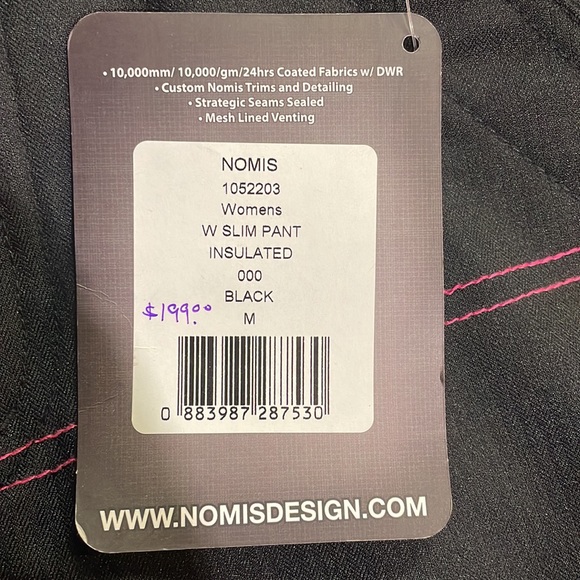 • 10,000mm/ 10,000/gm/24hrs Coated Fabrics w/ DWR
• Custom Nomis Trims and Detailing
• Strategic Seams Sealed
• Mesh Lined Venting
NOMIS
1052203
Womens
W SLIM PANT
INSULATED
000
BLACK
$199.00
M
0 883987 287530
WWW.NOMISDESIGN.COM